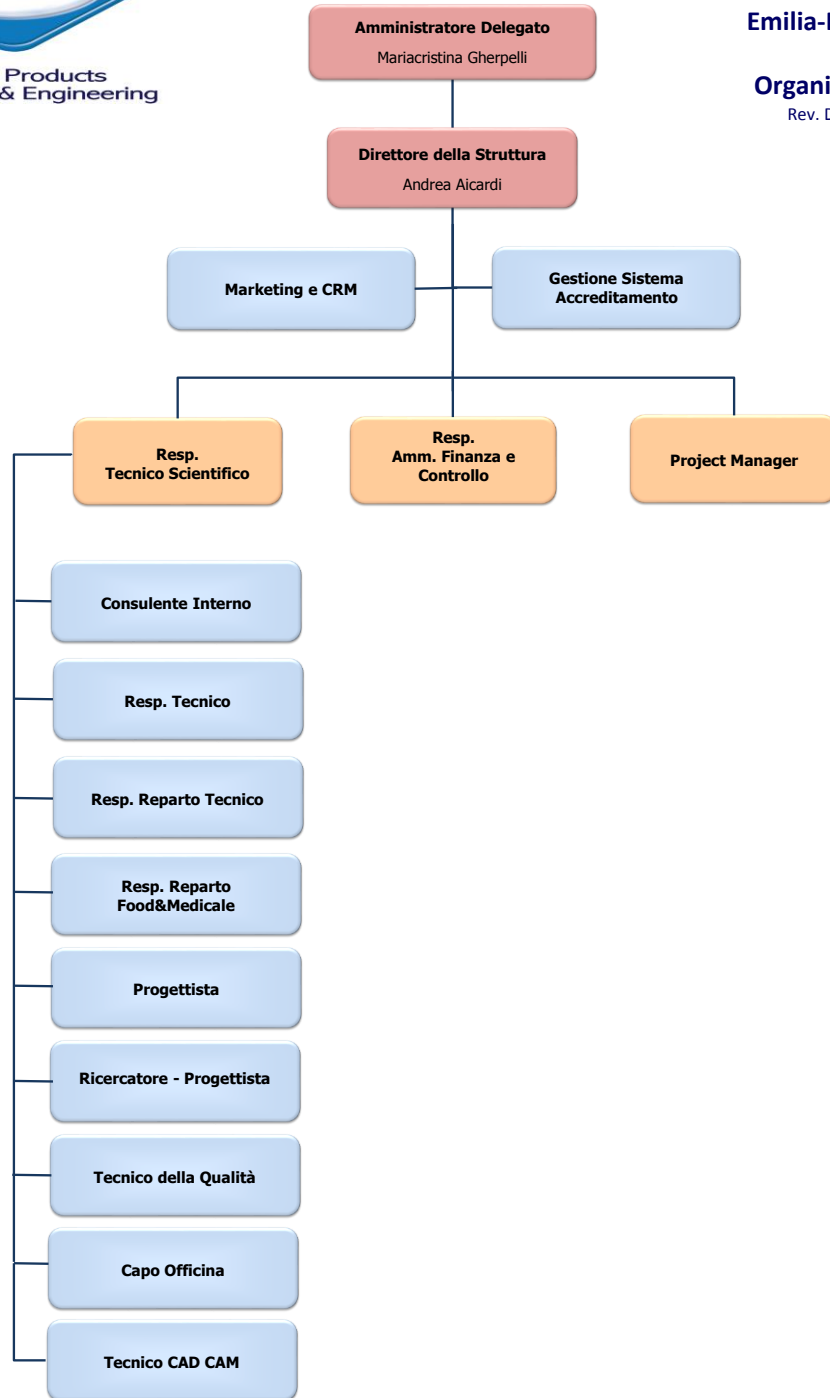 Products
& Engineering
Emilia-
Organi
Rev.
Amministratore Delegato
Mariacristina Gherpelli
Direttore della Struttura
Andrea Aicardi
Marketing e CRM
Gestione Sistema
Accreditamento
Resp.
Tecnico Scientifico
Resp.
Amm. Finanza e
Controllo
Project Manager
Consulente Interno
Resp. Tecnico
Resp. Reparto Tecnico
Resp. Reparto
Food&Medicale
Progettista
Ricercatore - Progettista
Tecnico della Qualità
Capo Officina
Tecnico CAD CAM